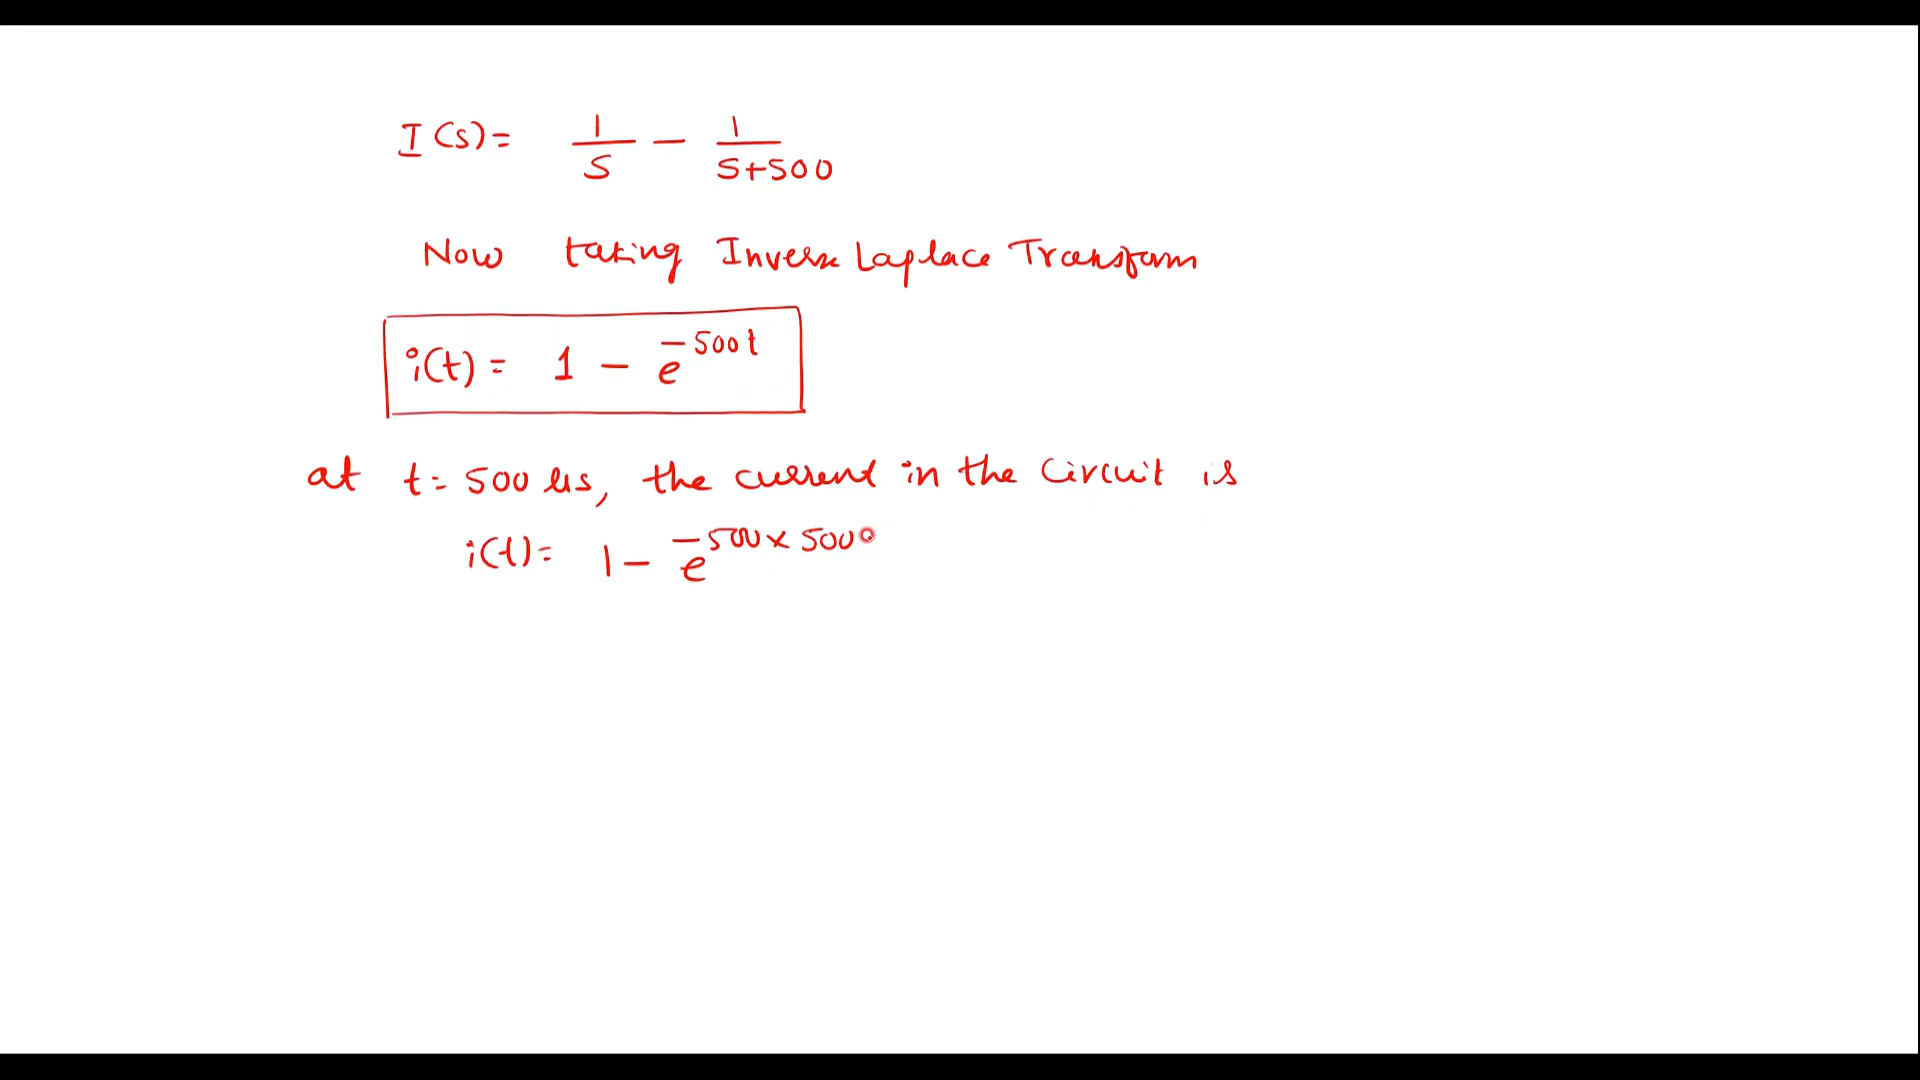 I(s) = 1/S - 1/S+500
Now taking Inverse Laplace Transform
i(t) = 1 - e^-500t
at t = 500 us, the current in the Circuit is
i(t) = 1 - e^-500×500